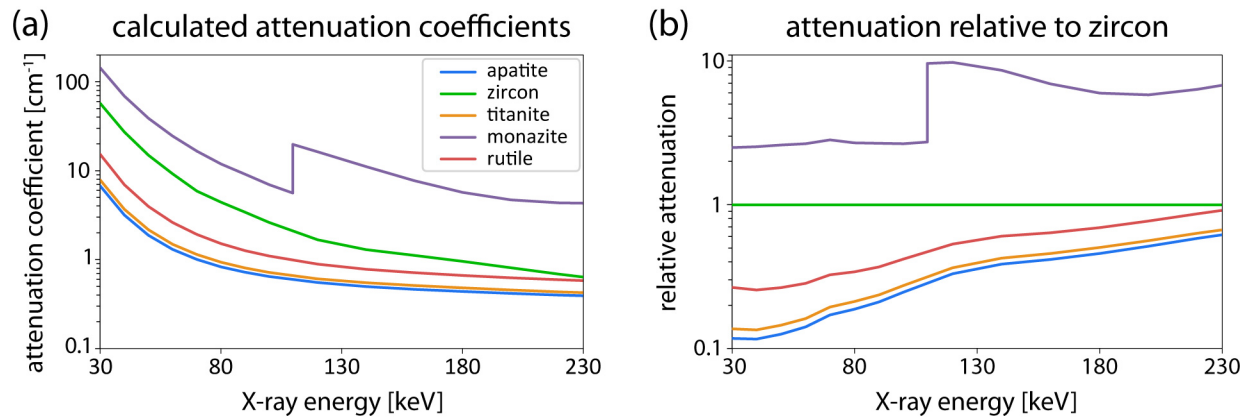 (a) calculated attenuation coefficients
attenuation coefficient [cm⁻¹]
100
10
1
0.1
apatite
zircon
titanite
monazite
rutile
30 80 130 180 230
X-ray energy [keV]
(b) attenuation relative to zircon
relative attenuation
10
1
0.1
30 80 130 180 230
X-ray energy [keV]